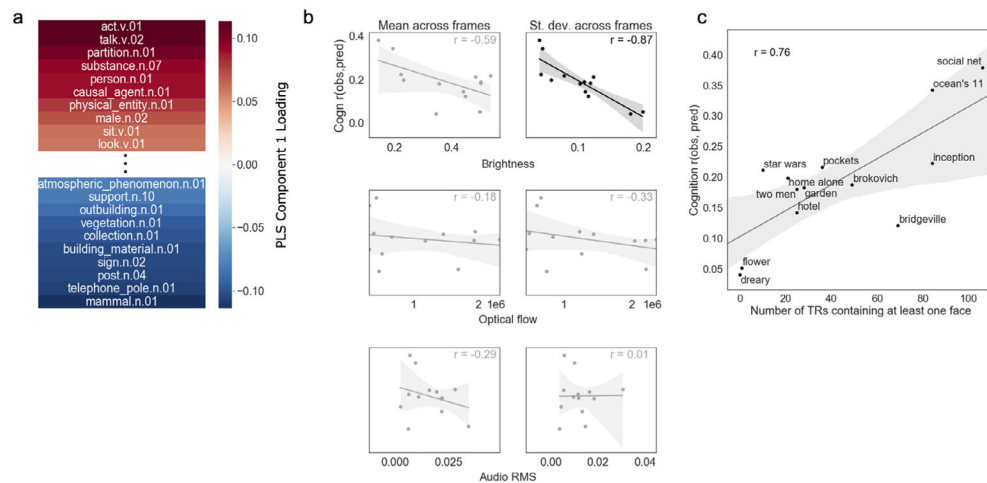 a
act.v.01
talk.v.02
partition.n.01
substance.n.07
person.n.01
causal_agent.n.01
physical_entity.n.01
male.n.02
sit.v.01
look.v.01
atmospheric_phenomenon.n.01
support.n.10
outbuilding.n.01
vegetation.n.01
collection.n.01
building_material.n.01
sign.n.02
post.n.04
telephone_pole.n.01
mammal.n.01
0.10
0.05
0.00
−0.05
−0.10
PLS Component 1 Loading
b
Mean across frames
St. dev. across frames
r = -0.59
r = -0.87
Cogn r(obs,pred)
0.4
0.2
0.0
0.2 0.4
0.1 0.2
Brightness
r = -0.18
r = -0.33
1 2 1e6
1 2 1e6
Optical flow
r = -0.29
r = 0.01
0.000 0.025
0.00 0.02 0.04
Audio RMS
c
r = 0.76
Cognition r(obs, pred)
0.40
0.35
0.30
0.25
0.20
0.15
0.10
0.05
social net
ocean's 11
inception
star wars
pockets
home alone
brokovich
two men
garden
hotel
bridgeville
flower
dreary
0 20 40 60 80 100
Number of TRs containing at least one face